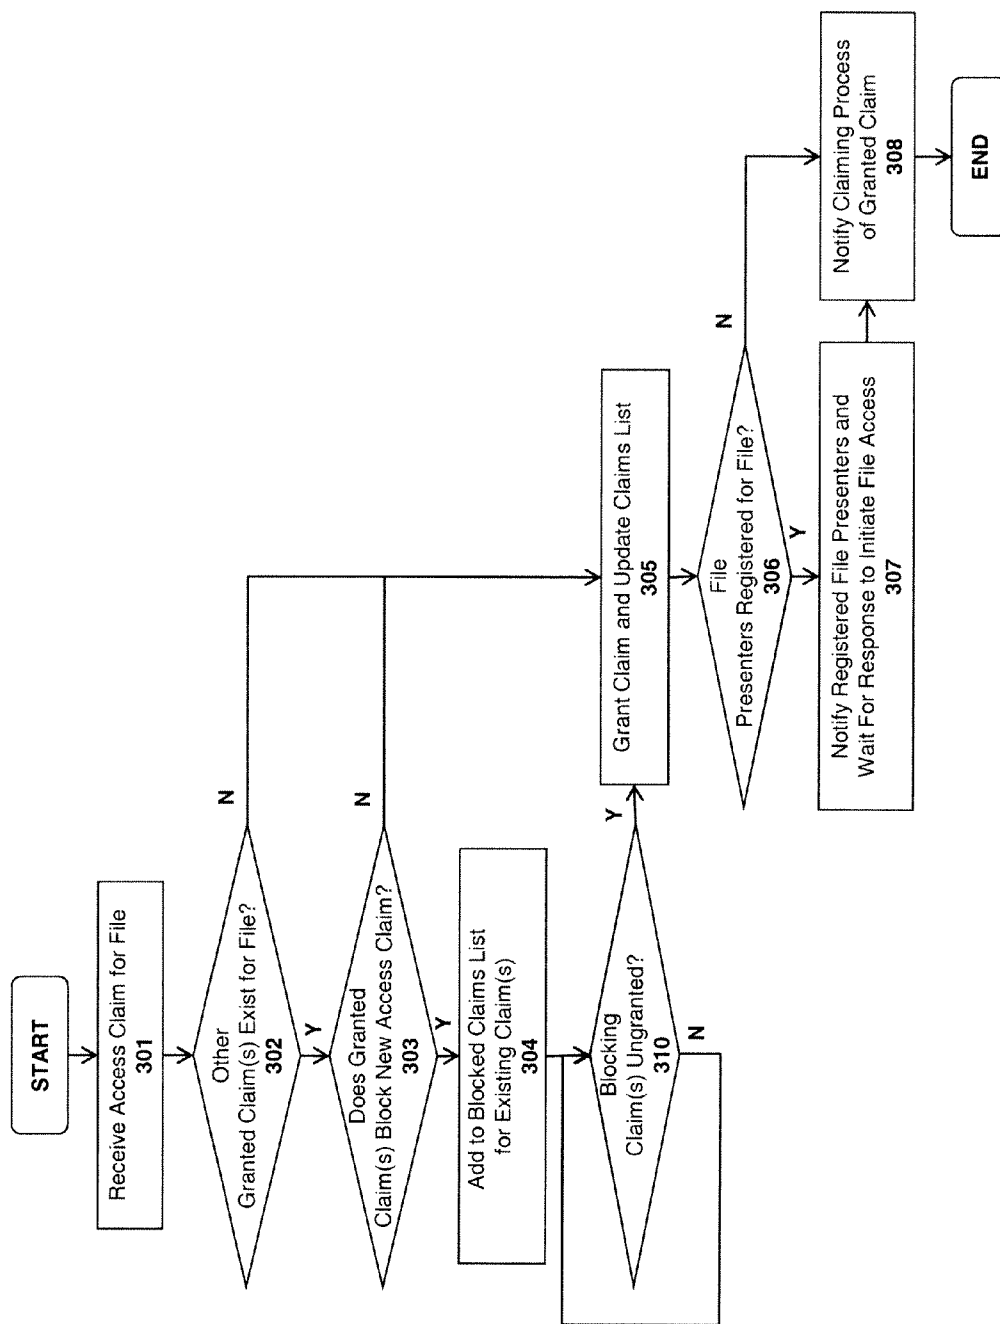 START
Receive Access Claim for File
301
Other
Granted Claim(s) Exist for File?
302
N
Y
Does Granted
Claim(s) Block New Access Claim?
303
N
Y
Add to Blocked Claims List
for Existing Claim(s)
304
Blocking
Claim(s) Ungranted?
310
N
Y
Grant Claim and Update Claims List
305
File
Presenters Registered for File?
306
N
Y
Notify Registered File Presenters and
Wait For Response to Initiate File Access
307
Notify Claiming Process
of Granted Claim
308
END